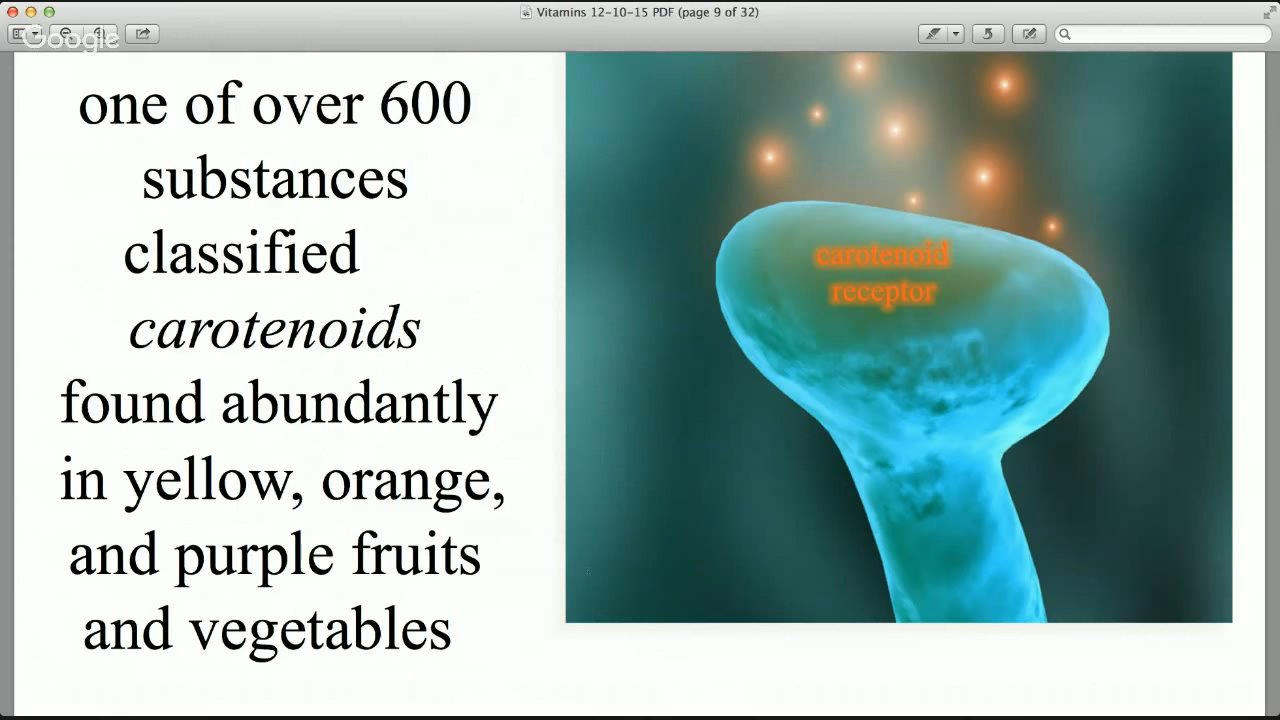 Vitamins 12-10-15 PDF (page 9 of 32)
Google
one of over 600
substances
classified
carotenoids
found abundantly
in yellow, orange,
and purple fruits
and vegetables
carotenoid
receptor